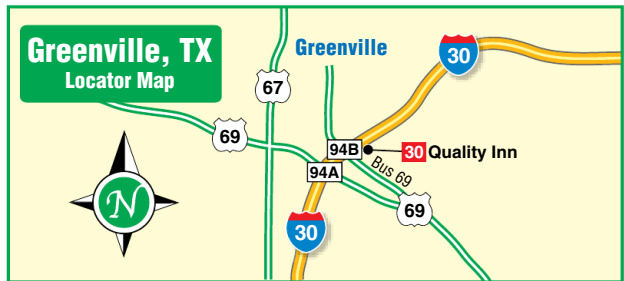 Greenville, TX
Locator Map
Greenville
30
67
69
94B
30 Quality Inn
Bus 69
94A
N
69
30